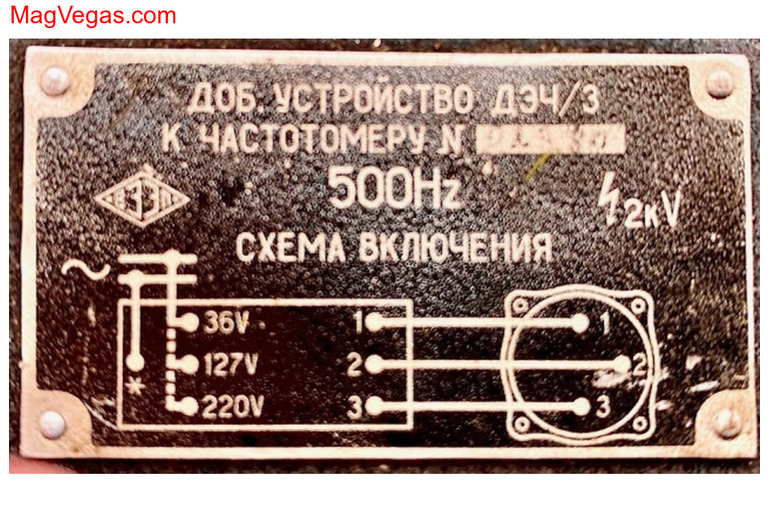 MagVegas.com
ДОБ. УСТРОЙСТВО ДЭЧ/3
К ЧАСТОТОМЕРУ N
500Hz
2кV
СХЕМА ВКЛЮЧЕНИЯ
~
36V 1 1
127V 2 2
* 220V 3 3